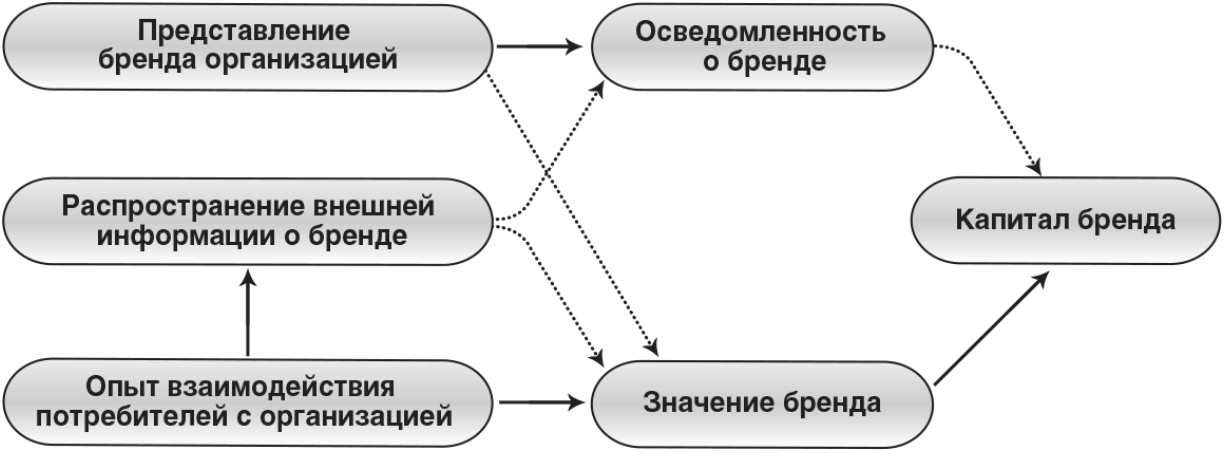 Представление
бренда организацией
Осведомленность
о бренде
Распространение внешней
информации о бренде
Капитал бренда
Опыт взаимодействия
потребителей с организацией
Значение бренда